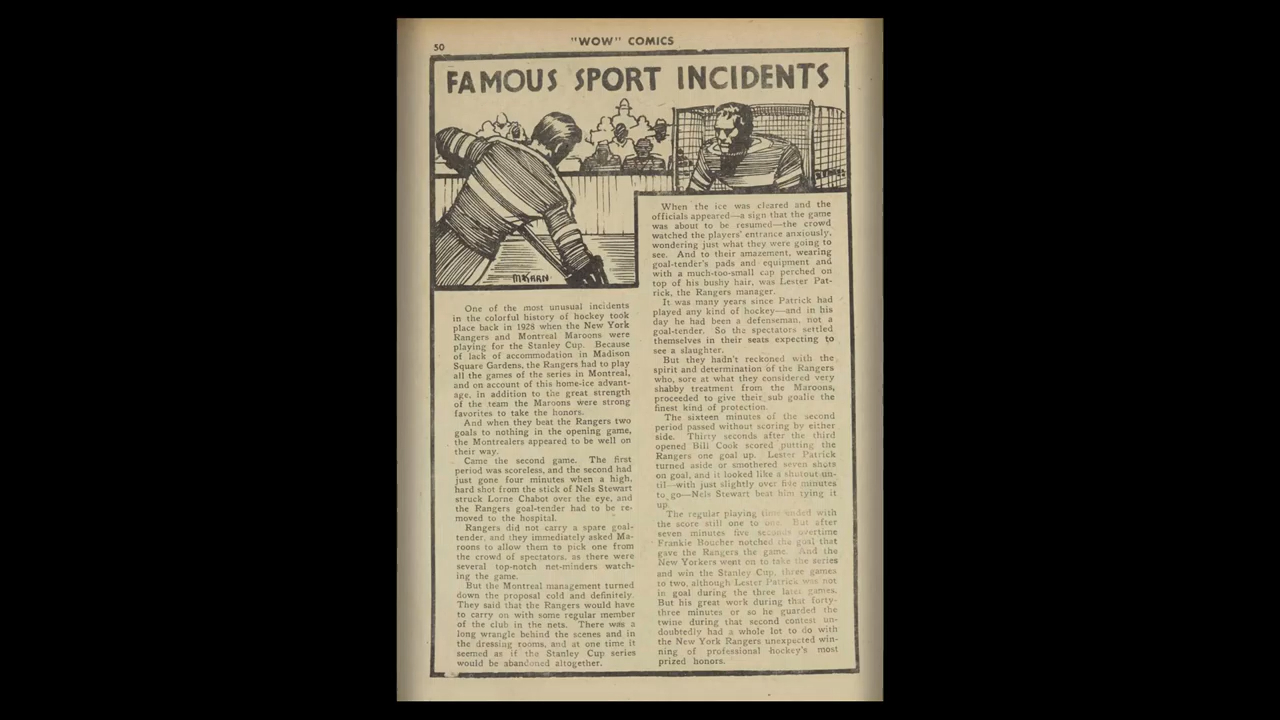 50
"WOW" COMICS
FAMOUS SPORT INCIDENTS
McKARN
One of the most unusual incidents
in the colorful history of hockey took
place back in 1928 when the New York
Rangers and Montreal Maroons were
playing for the Stanley Cup. Because
of lack of accommodation in Madison
Square Gardens, the Rangers had to play
all the games of the series in Montreal,
and on account of this home-ice advant-
age, in addition to the great strength
of the team the Maroons were strong
favorites to take the honors.
And when they beat the Rangers two
goals to nothing in the opening game,
the Montrealers appeared to be well on
their way.
Came the second game. The first
period was scoreless, and the second had
just gone four minutes when a high,
hard shot from the stick of Nels Stewart
struck Lorne Chabot over the eye, and
the Rangers goal-tender had to be re-
moved to the hospital.
Rangers did not carry a spare goal-
tender, and they immediately asked Ma-
roons to allow them to pick one from
the crowd of spectators, as there were
several top-notch net-minders watch-
ing the game.
But the Montreal management turned
down the proposal cold and definitely.
They said that the Rangers would have
to carry on with some regular member
of the club in the nets. There was a
long wrangle behind the scenes and in
the dressing rooms, and at one time it
seemed as if the Stanley Cup series
would be abandoned altogether.
When the ice was cleared and the
officials appeared—a sign that the game
was about to be resumed—the crowd
watched the players' entrance anxiously,
wondering just what they were going to
see. And to their amazement, wearing
goal-tender's pads and equipment and
with a much-too-small cap perched on
top of his bushy hair, was Lester Pat-
rick, the Rangers manager.
It was many years since Patrick had
played any kind of hockey—and in his
day he had been a defenseman, not a
goal-tender. So the spectators settled
themselves in their seats expecting to
see a slaughter.
But they hadn't reckoned with the
spirit and determination of the Rangers
who, sore at what they considered very
shabby treatment from the Maroons,
proceeded to give their sub goalie the
finest kind of protection.
The sixteen minutes of the second
period passed without scoring by either
side. Thirty seconds after the third
opened Bill Cook scored putting the
Rangers one goal up. Lester Patrick
turned aside or smothered seven shots
on goal, and it looked like a shutout un-
til—with just slightly over five minutes
to go—Nels Stewart beat him tying it
up.
The regular playing time ended with
the score still one to one. But after
seven minutes five seconds overtime
Frankie Boucher notched the goal that
gave the Rangers the game. And the
New Yorkers went on to take the series
and win the Stanley Cup, three games
to two, although Lester Patrick was not
in goal during the three later games.
But his great work during that forty-
three minutes or so he guarded the
twine during that second contest un-
doubtedly had a whole lot to do with
the New York Rangers unexpected win-
ning of professional hockey's most
prized honors.